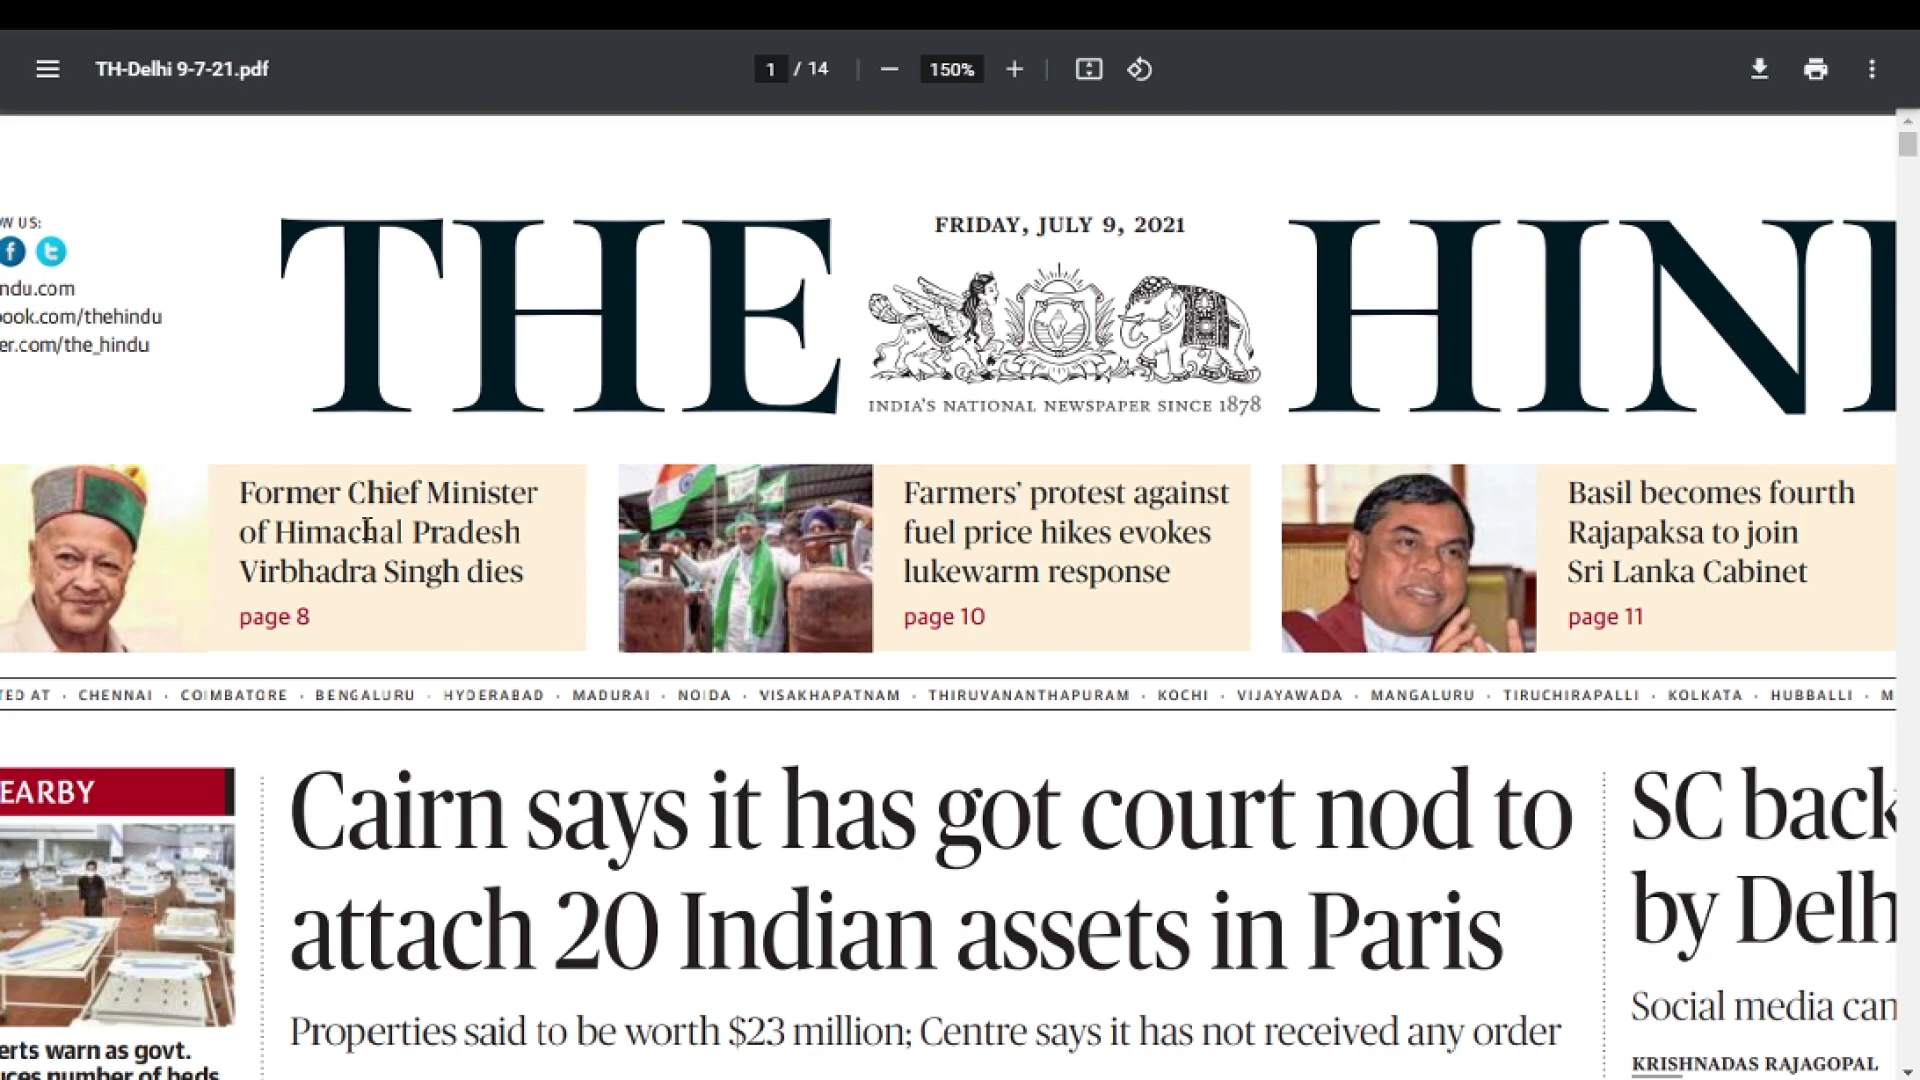 TH-Delhi 9-7-21.pdf
1 / 14
150%
W US:
FRIDAY, JULY 9, 2021
THE HIN
ndu.com
ook.com/thehindu
er.com/the_hindu
INDIA'S NATIONAL NEWSPAPER SINCE 1878
Former Chief Minister
of Himachal Pradesh
Virbhadra Singh dies
page 8
Farmers' protest against
fuel price hikes evokes
lukewarm response
page 10
Basil becomes fourth
Rajapaksa to join
Sri Lanka Cabinet
page 11
TED AT · CHENNAI · COIMBATORE · BENGALURU · HYDERABAD · MADURAI · NOIDA · VISAKHAPATNAM · THIRUVANANTHAPURAM · KOCHI · VIJAYAWADA · MANGALURU · TIRUCHIRAPALLI · KOLKATA · HUBBALLI · M
EARBY
erts warn as govt.
uces number of beds
Cairn says it has got court nod to
attach 20 Indian assets in Paris
Properties said to be worth $23 million; Centre says it has not received any order
SC back
by Delh
Social media can
KRISHNADAS RAJAGOPAL